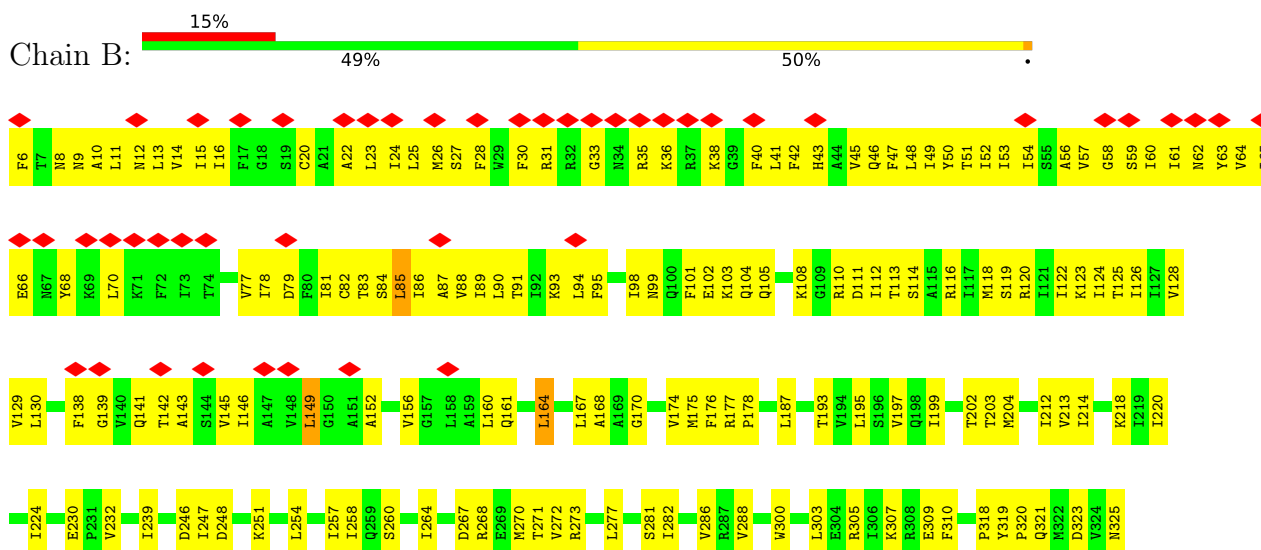 15%
Chain B:
49% 50% •
F6 T7 N8 N9 A10 L11 N12 L13 V14 I15 I16 F17 G18 S19 C20 A21 A22 L23 I24 L25 M26 S27 F28 W29 F30 R31 R32 G33 N34 R35 K36 R37 K38 G39 F40 L41 F42 H43 A44 V45 Q46 F47 L48 I49 Y50 T51 I52 I53 I54 S55 A56 V57 G58 S59 I60 I61 N62 Y63 V64
E66 N67 Y68 K69 L70 K71 F72 I73 T74 V77 I78 D79 F80 I81 C82 T83 S84 L85 I86 A87 V88 I89 L90 T91 I92 K93 L94 F95 I98 N99 Q100 F101 E102 K103 Q104 Q105 K108 G109 R110 D111 I112 T113 S114 A115 R116 I117 M118 S119 R120 I121 I122 K123 I124 T125 I126 I127 V128
V129 L130 F138 G139 V140 Q141 T142 A143 S144 V145 I146 A147 V148 L149 G150 A151 A152 V156 G157 L158 A159 L160 Q161 L164 L167 A168 A169 G170 V174 M175 F176 R177 P178 L187 T193 V194 L195 S196 V197 Q198 I199 T202 T203 M204 I212 V213 I214 K218 I219 I220
I224 E230 P231 V232 I239 D246 I247 D248 K251 L254 I257 I258 Q259 S260 I264 D267 R268 E269 M270 T271 V272 R273 L277 S281 I282 V286 R287 V288 W300 L303 E304 R305 I306 K307 R308 E309 F310 P318 Y319 P320 Q321 M322 D323 V324 N325